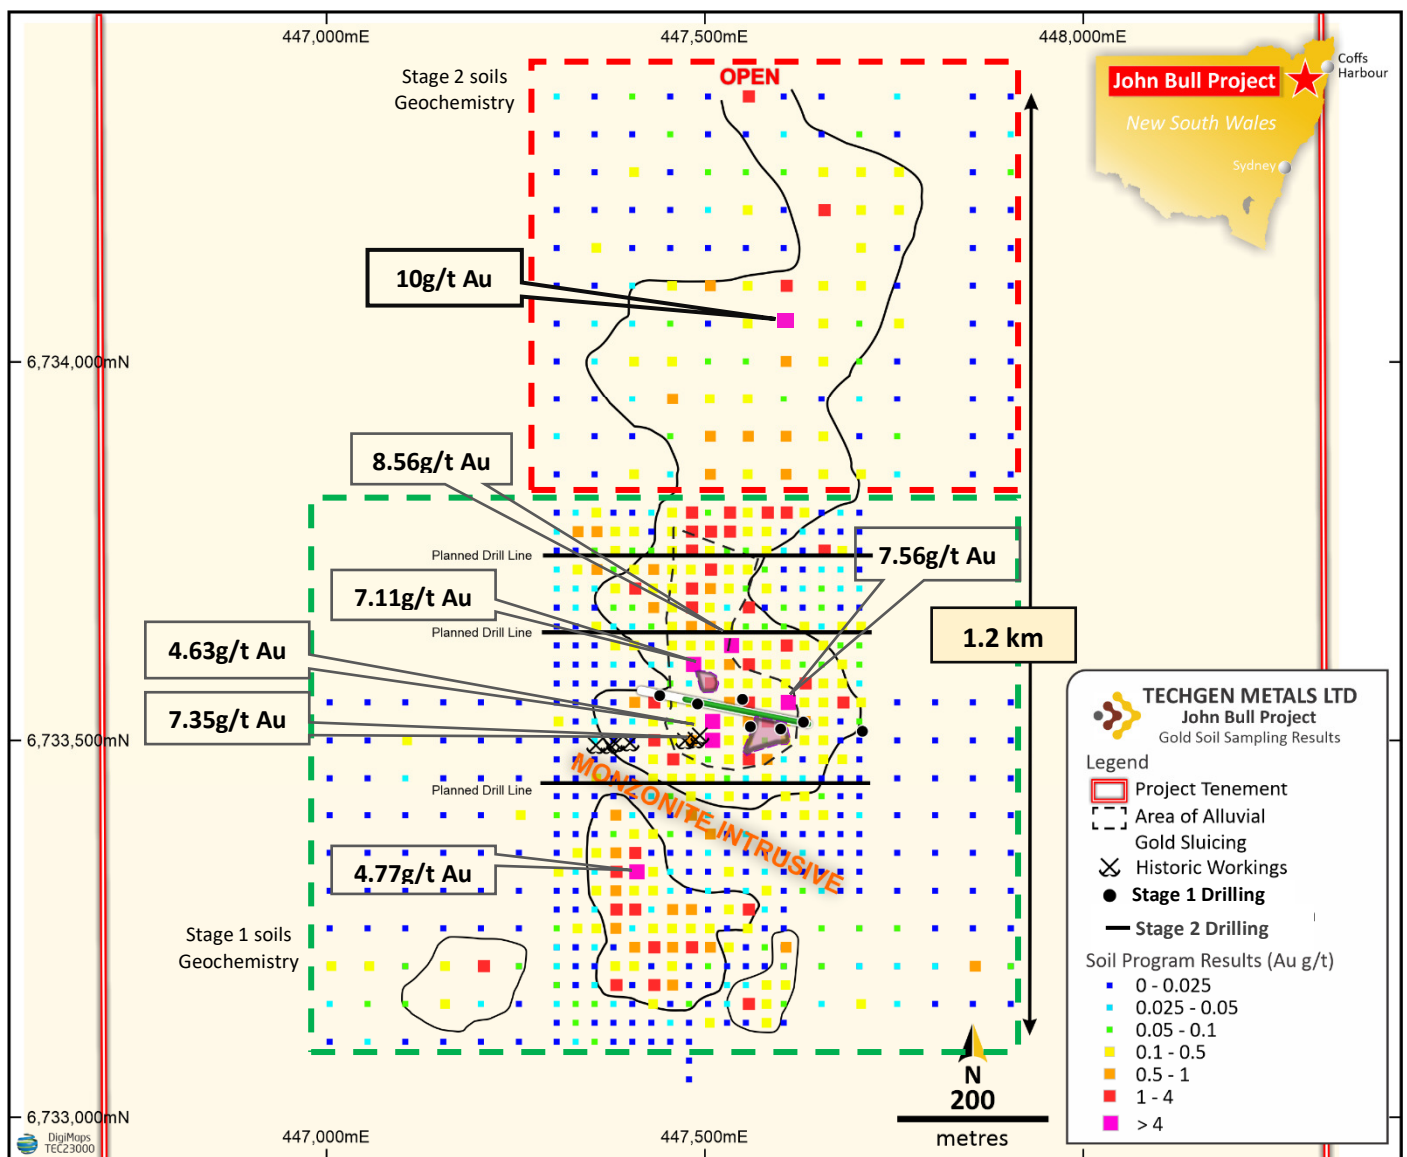 447,000mE
447,500mE
448,000mE
Stage 2 soils
Geochemistry
OPEN
Coffs
Harbour
John Bull Project
New South Wales
Sydney
10g/t Au
6,734,000mN
8.56g/t Au
Planned Drill Line
7.56g/t Au
7.11g/t Au
Planned Drill Line
1.2 km
4.63g/t Au
7.35g/t Au
6,733,500mN
MONZONITE INTRUSIVE
Planned Drill Line
4.77g/t Au
Stage 1 soils
Geochemistry
TECHGEN METALS LTD
John Bull Project
Gold Soil Sampling Results
Legend
Project Tenement
Area of Alluvial
Gold Sluicing
Historic Workings
Stage 1 Drilling
Stage 2 Drilling
Soil Program Results (Au g/t)
0 - 0.025
0.025 - 0.05
0.05 - 0.1
0.1 - 0.5
0.5 - 1
1 - 4
> 4
N
200
metres
6,733,000mN
447,000mE
447,500mE
DigiMaps
TEC23000